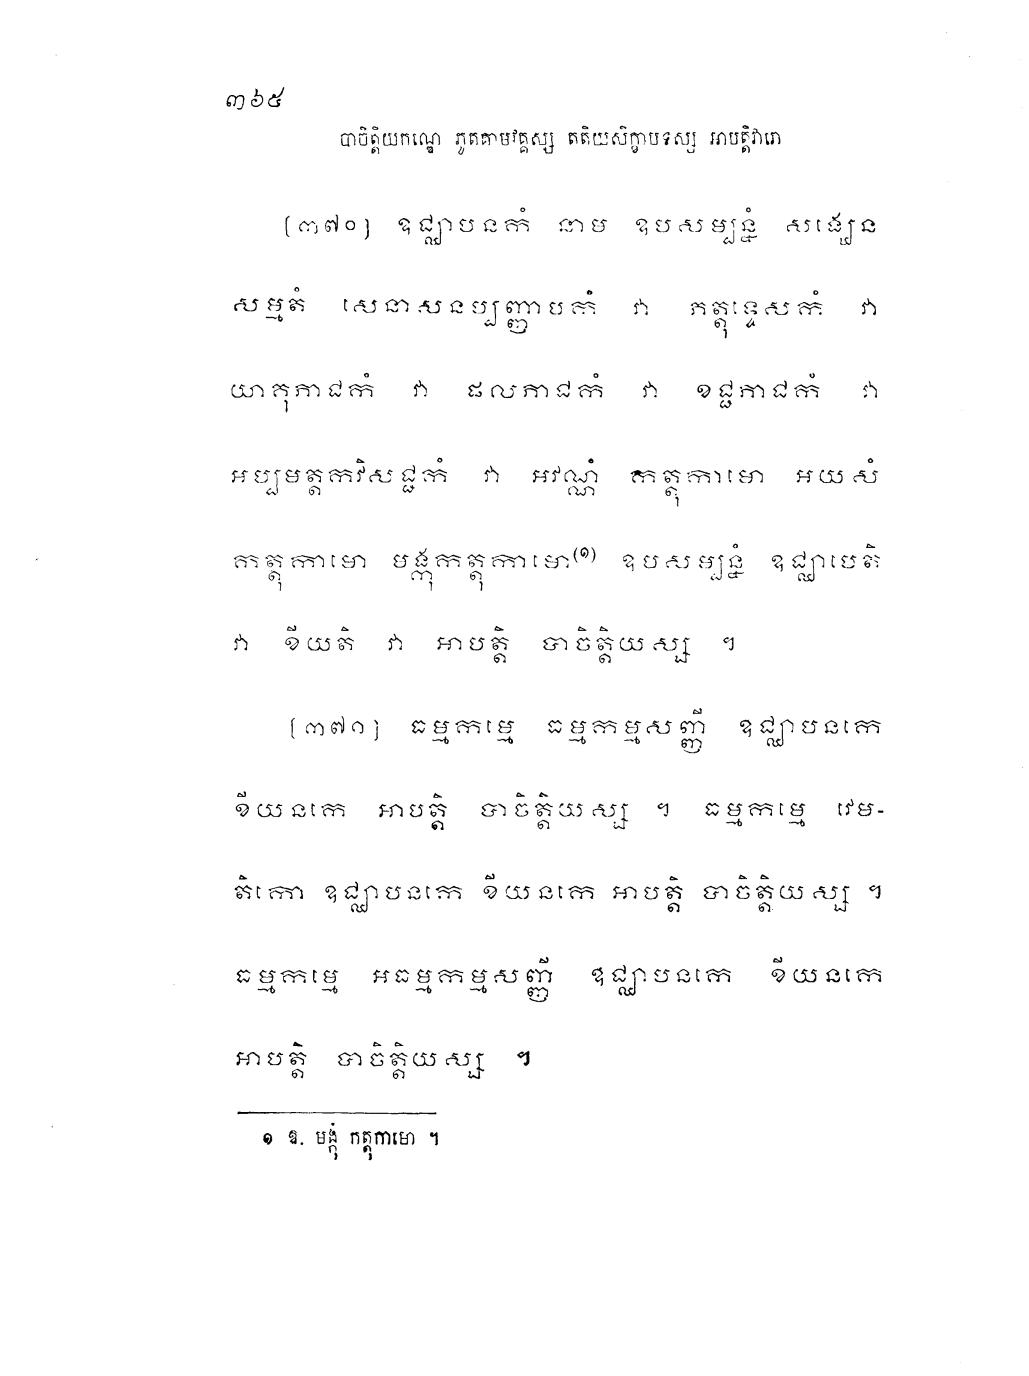 ៣៦៥
បាចិត្តិយកណ្ឌេ ភូតគាមវគ្គស្ស តតិយសិក្ខាបទស្ស អាបត្តិវារោ
[៣៧០] ឧជ្ឈាបនកំ នាម ឧបសម្បន្នំ សង្ឃេន
សម្មតំ សេនាសនប្បញ្ញាបកំ វា ភត្តុទ្ទេសកំ វា
យាគុភាជកំ វា ផលភាជកំ វា ខជ្ជភាជកំ វា
អប្បមត្តកវិសជ្ជកំ វា អវណ្ណំ កត្តុកាមោ អយសំ
កត្តុកាមោ មង្កុកត្តុកាមោ(១) ឧបសម្បន្នំ ឧជ្ឈាបេតិ
វា ខីយតិ វា អាបត្តិ បាចិត្តិយស្ស ។
[៣៧១] ធម្មកម្មេ ធម្មកម្មសញ្ញី ឧជ្ឈាបនកេ
ខីយនកេ អាបត្តិ បាចិត្តិយស្ស ។ ធម្មកម្មេ វេម-
តិកោ ឧជ្ឈាបនកេ ខីយនកេ អាបត្តិ បាចិត្តិយស្ស ។
ធម្មកម្មេ អធម្មកម្មសញ្ញី ឧជ្ឈាបនកេ ខីយនកេ
អាបត្តិ បាចិត្តិយស្ស ។
១ ឱ. មង្កុំ កត្តុកាមោ ។